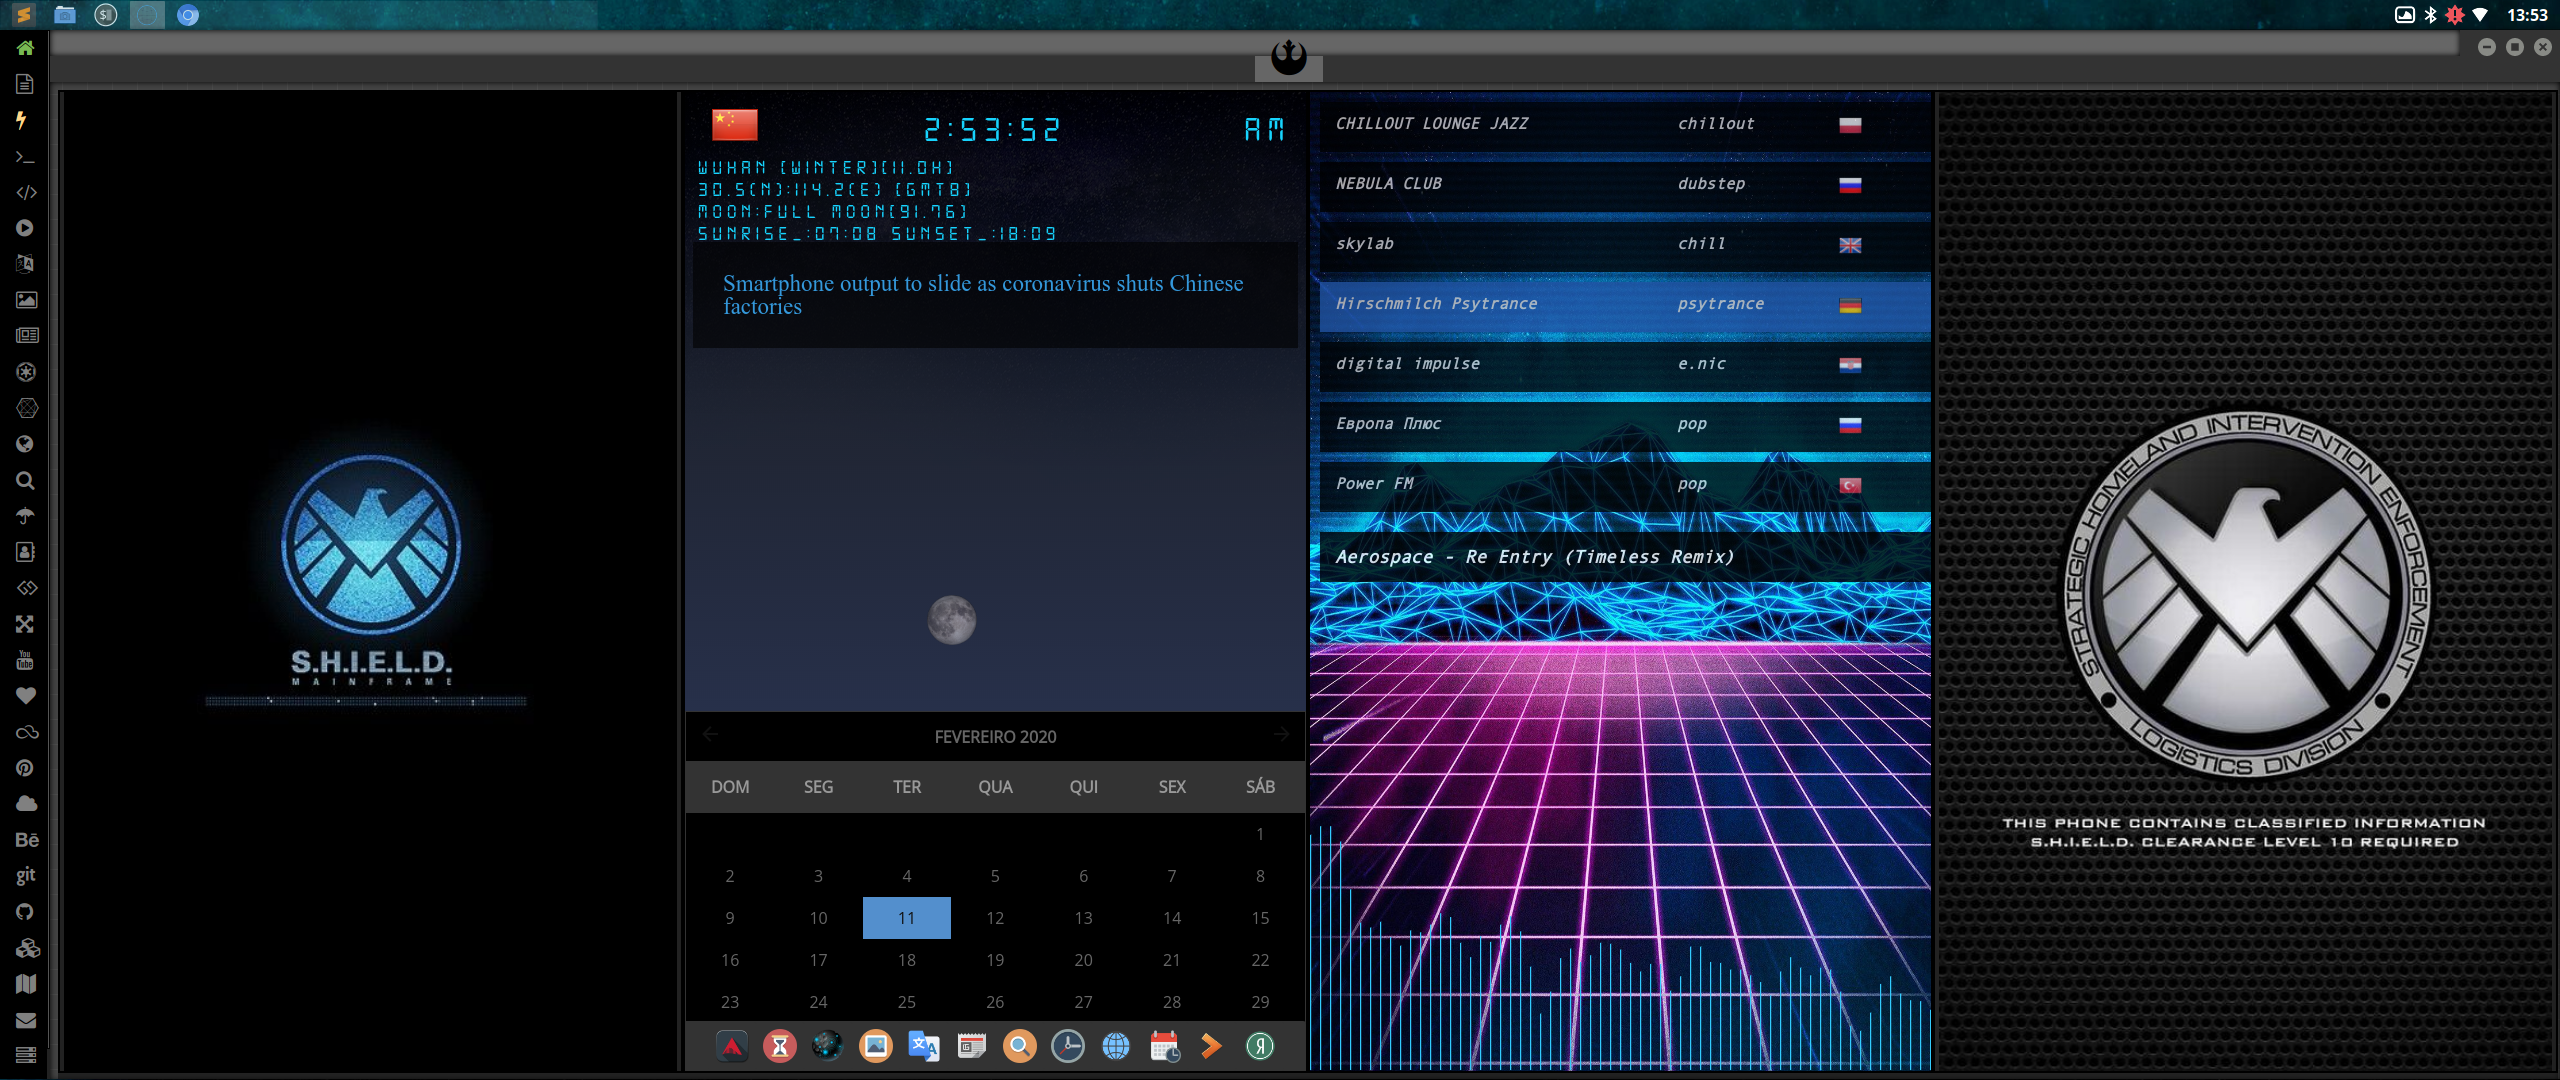 13:53
2:53:52
AM
WUHAN [WINTER][11.0H]
30.5(N):114.2(E) [GMT8]
MOON:FULL MOON[91.76]
SUNRISE_:07:08 SUNSET_:18:09
Smartphone output to slide as coronavirus shuts Chinese
factories
FEVEREIRO 2020
DOM SEG TER QUA QUI SEX SÁB
1
2 3 4 5 6 7 8
9 10 11 12 13 14 15
16 17 18 19 20 21 22
23 24 25 26 27 28 29
CHILLOUT LOUNGE JAZZ chillout
NEBULA CLUB dubstep
skylab chill
Hirschmilch Psytrance psytrance
digital impulse e.nic
Европа Плюс pop
Power FM pop
Aerospace - Re Entry (Timeless Remix)
S.H.I.E.L.D.
MAINFRAME
STRATEGIC HOMELAND INTERVENTION ENFORCEMENT
LOGISTICS DIVISION
THIS PHONE CONTAINS CLASSIFIED INFORMATION
S.H.I.E.L.D. CLEARANCE LEVEL 10 REQUIRED
You
Tube
Bē
git
文A
Я